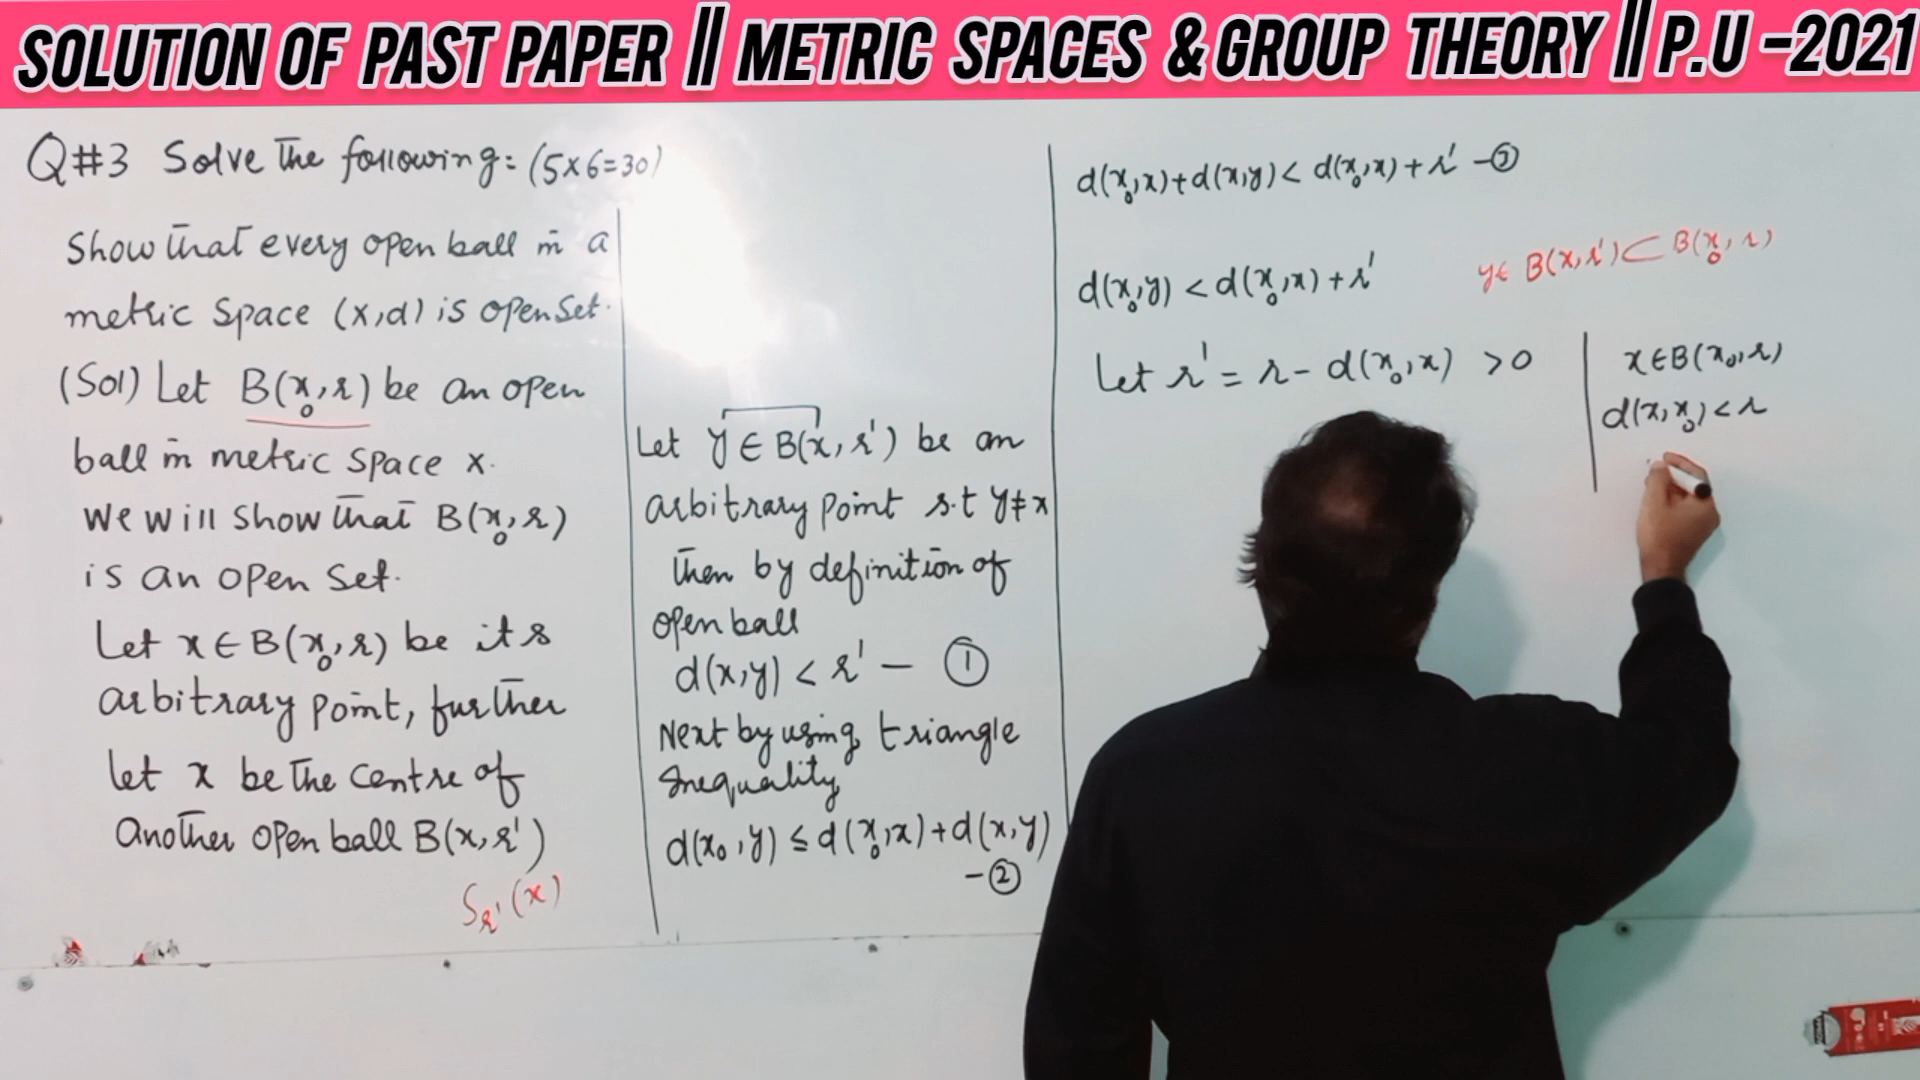 SOLUTION OF PAST PAPER || METRIC SPACES & GROUP THEORY || P.U -2021
Q#3 Solve the following: (5x6=30)
Show that every open ball in a
metric space (x,d) is open set.
(Sol) Let B(x₀,r) be an open
ball in metric space x.
we will show that B(x₀,r)
is an open set.
Let x∈B(x₀,r) be its
arbitrary point, further
let x be the centre of
another open ball B(x,r')
Sr'(x)
Let y∈B(x,r') be an
arbitrary point s.t y≠x
then by definition of
open ball
d(x,y) < r' — ①
Next by using triangle
Inequality
d(x₀,y) ≤ d(x₀,x)+d(x,y)
-②
d(x₀,x)+d(x,y) < d(x₀,x)+r' -③
d(x₀,y) < d(x₀,x)+r'
y∈ B(x,r')⊂B(x₀,r)
Let r' = r- d(x₀,x) >0
x∈B(x₀,r)
d(x,x₀)<r